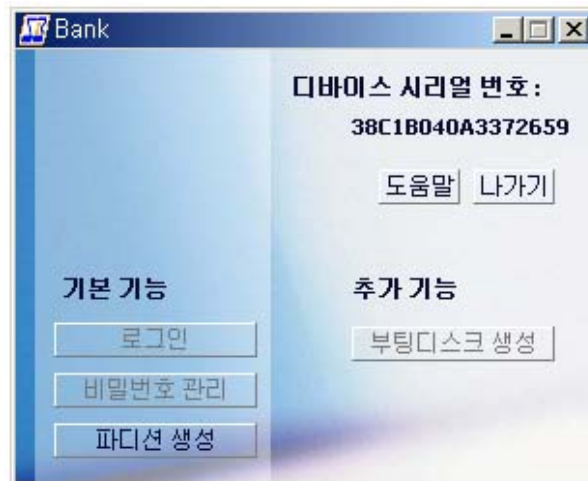 Bank
디바이스 시리얼 번호:
38C1B040A3372659
도움말 나가기
기본 기능
추가 기능
로그인
부팅디스크 생성
비밀번호 관리
파디션 생성